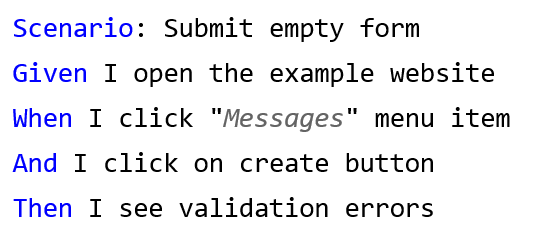 Scenario: Submit empty form
Given I open the example website
When I click "Messages" menu item
And I click on create button
Then I see validation errors